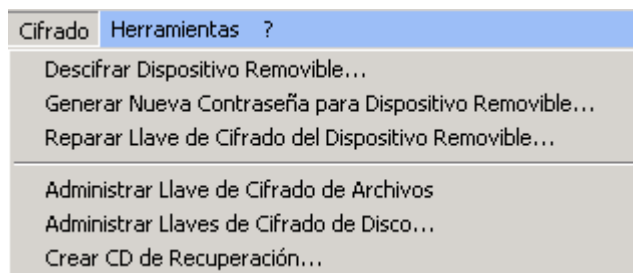 Cifrado Herramientas ?
Descifrar Dispositivo Removible...
Generar Nueva Contraseña para Dispositivo Removible...
Reparar Llave de Cifrado del Dispositivo Removible...
Administrar Llave de Cifrado de Archivos
Administrar Llaves de Cifrado de Disco...
Crear CD de Recuperación...